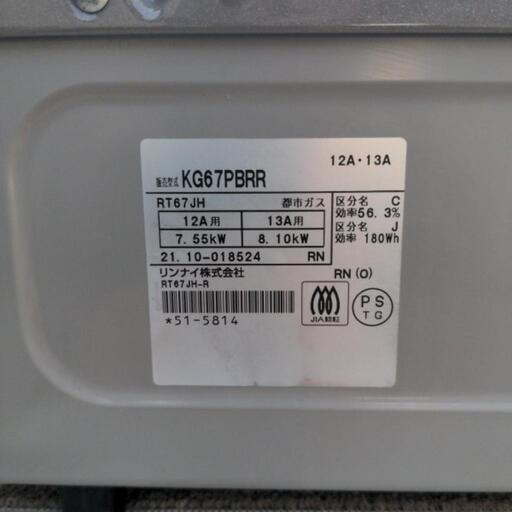 12A・13A
販売形式 KG67PBRR
RT67JH 都市ガス
12A用 13A用
7.55kW 8.10kW
区分名 C
効率56.3%
区分名 J
効率 180Wh
21.10-018524 RN
リンナイ株式会社 RN (O)
RT67JH-R
*51-5814
JIA認証
PS
TG